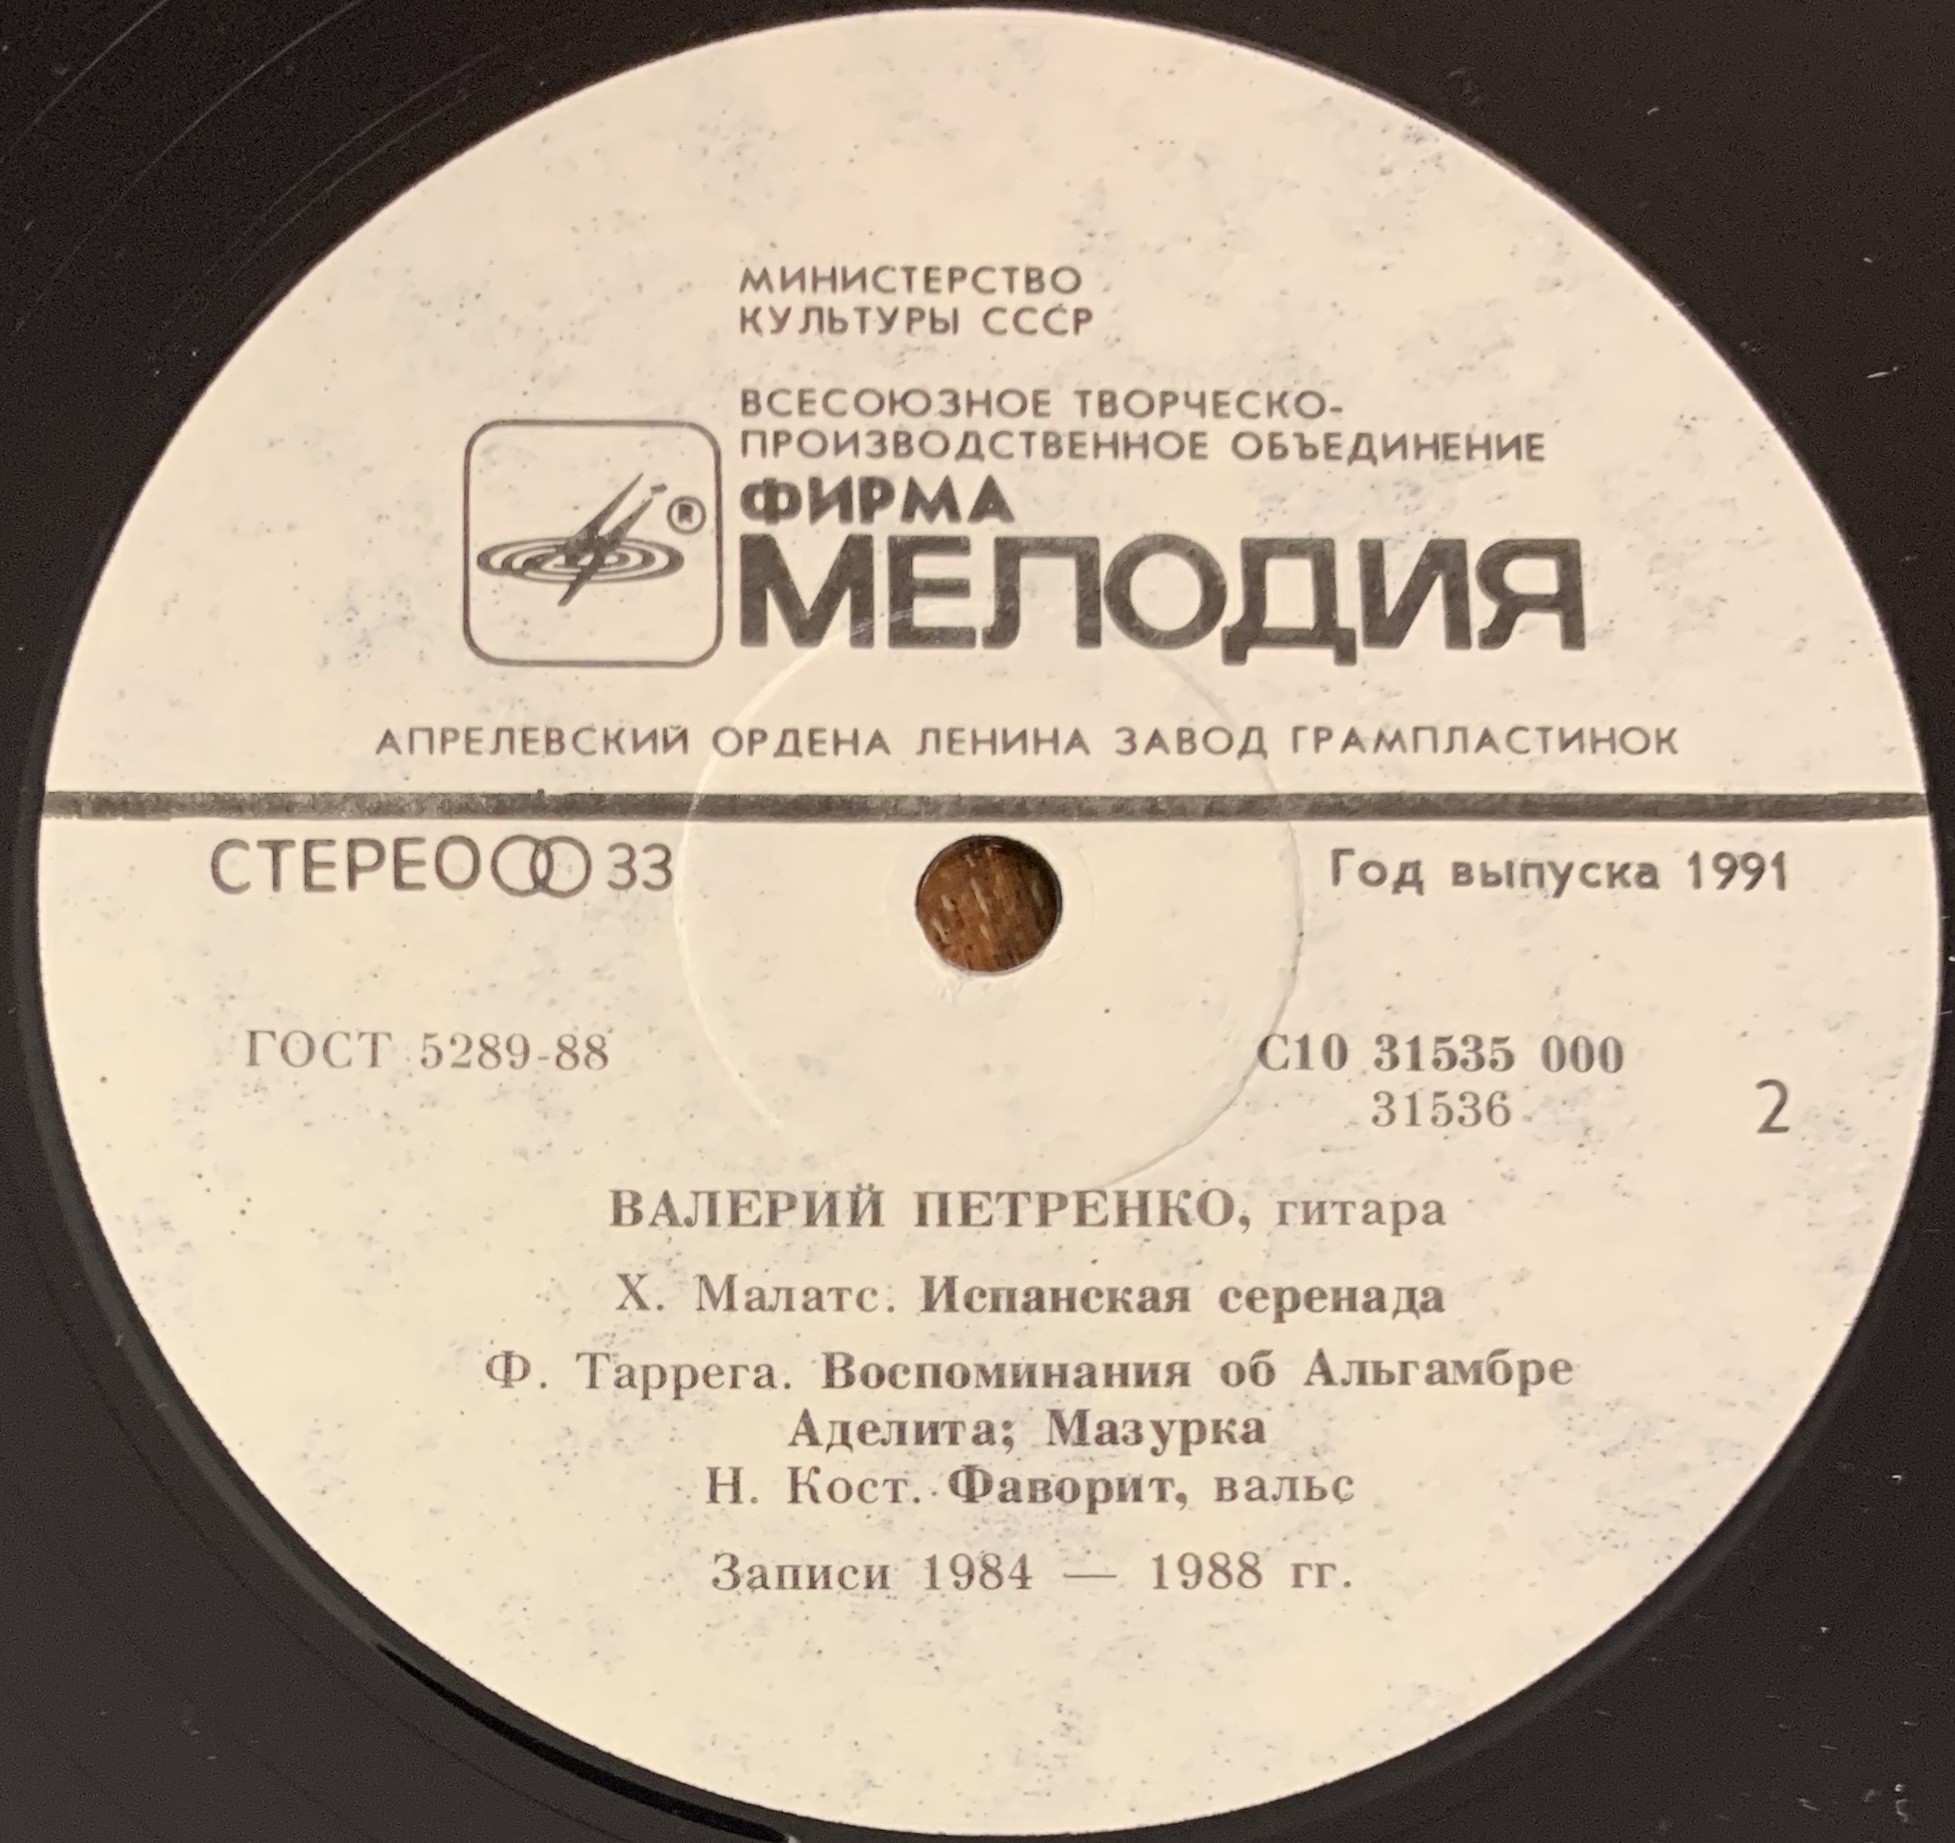 МИНИСТЕРСТВО
КУЛЬТУРЫ СССР
ВСЕСОЮЗНОЕ ТВОРЧЕСКО-
ПРОИЗВОДСТВЕННОЕ ОБЪЕДИНЕНИЕ
®
ФИРМА
МЕЛОДИЯ
АПРЕЛЕВСКИЙ ОРДЕНА ЛЕНИНА ЗАВОД ГРАМПЛАСТИНОК
СТЕРЕО 33
Год выпуска 1991
ГОСТ 5289-88
С10 31535 000
31536
2
ВАЛЕРИЙ ПЕТРЕНКО, гитара
Х. Малатс. Испанская серенада
Ф. Таррега. Воспоминания об Альгамбре
Аделита; Мазурка
Н. Кост. Фаворит, вальс
Записи 1984 — 1988 гг.